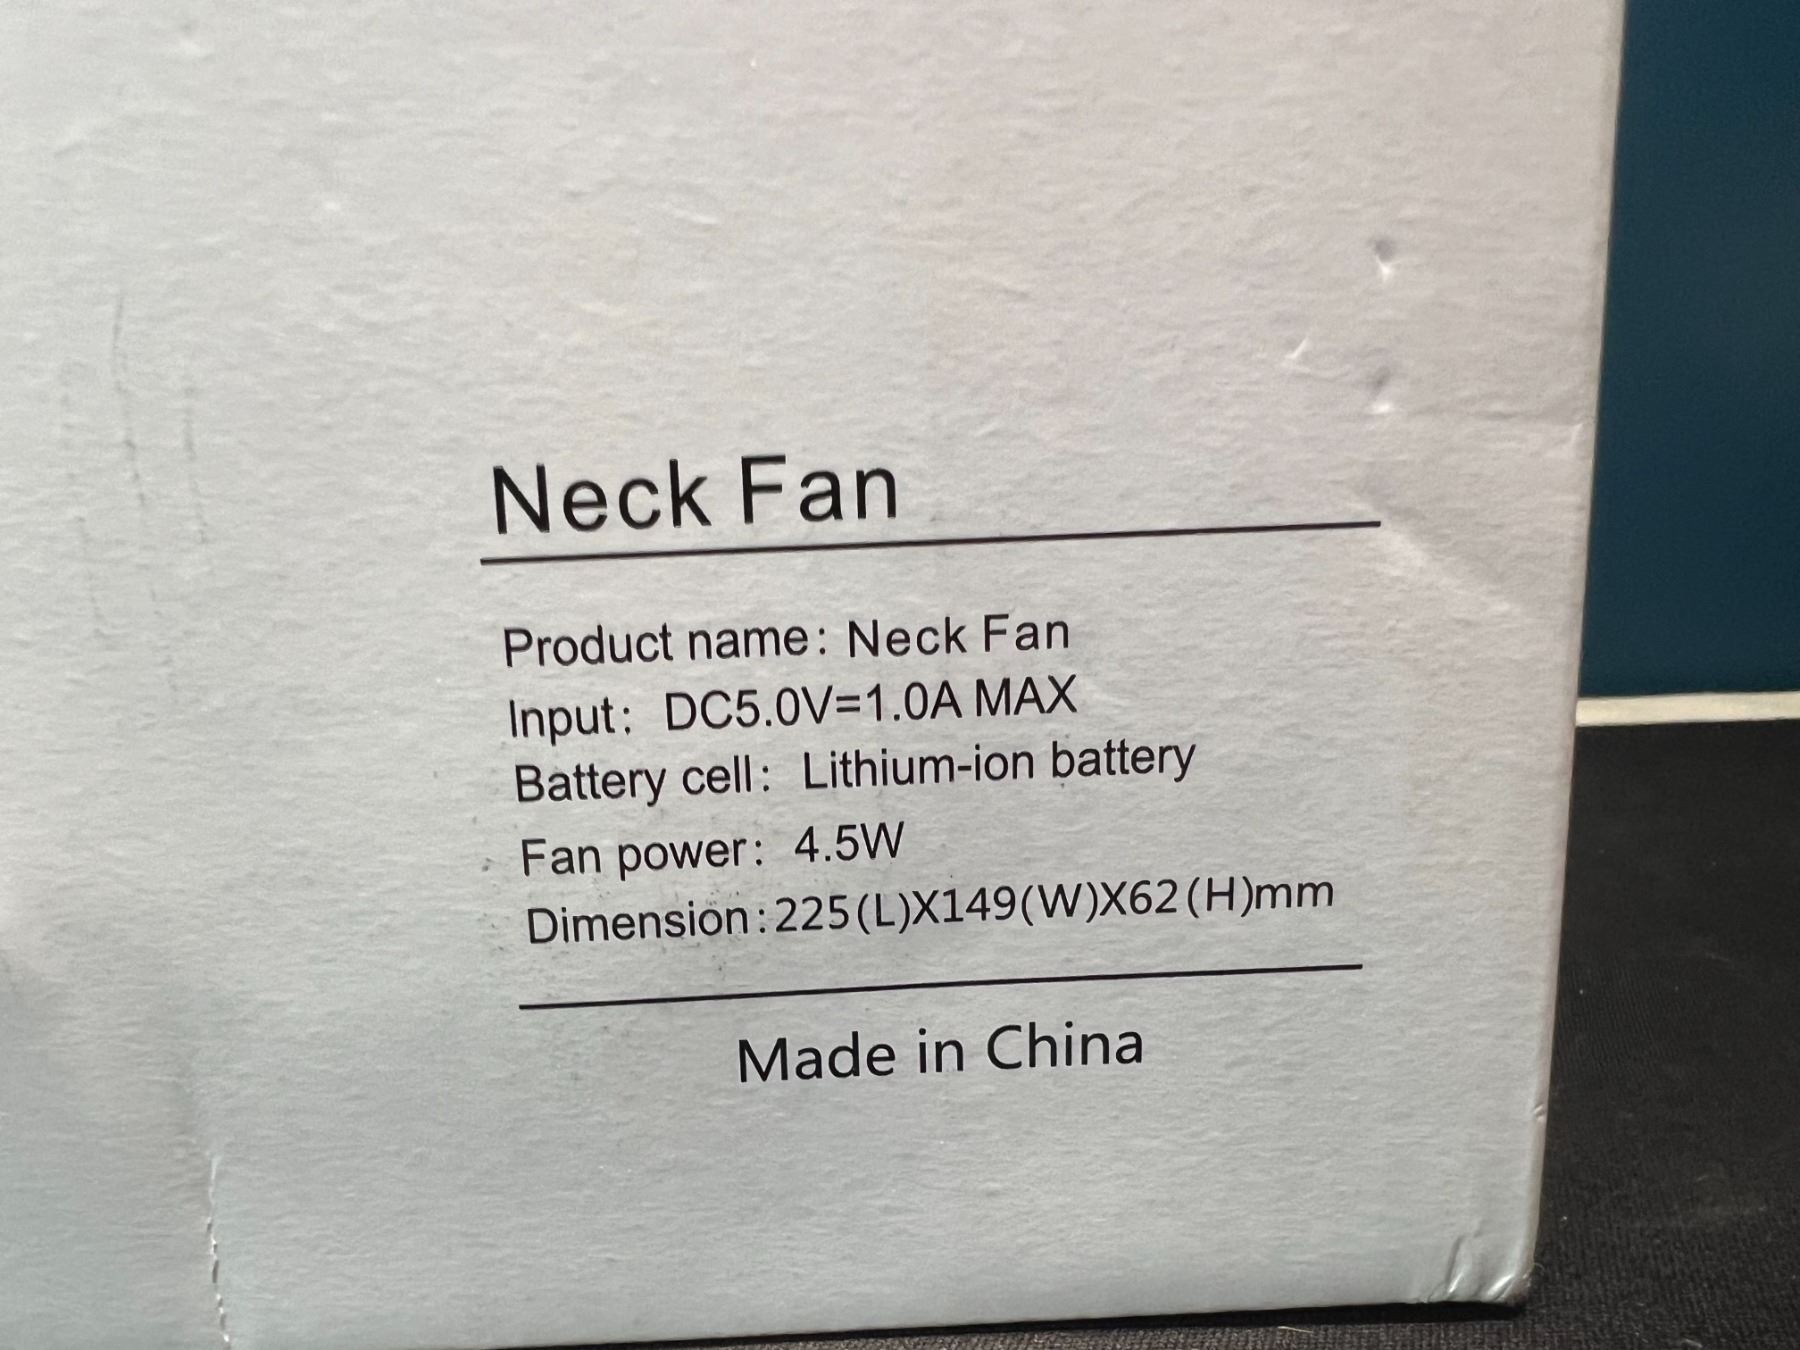 Neck Fan
Product name: Neck Fan
Input: DC5.0V=1.0A MAX
Battery cell: Lithium-ion battery
Fan power: 4.5W
Dimension:225(L)X149(W)X62(H)mm
Made in China